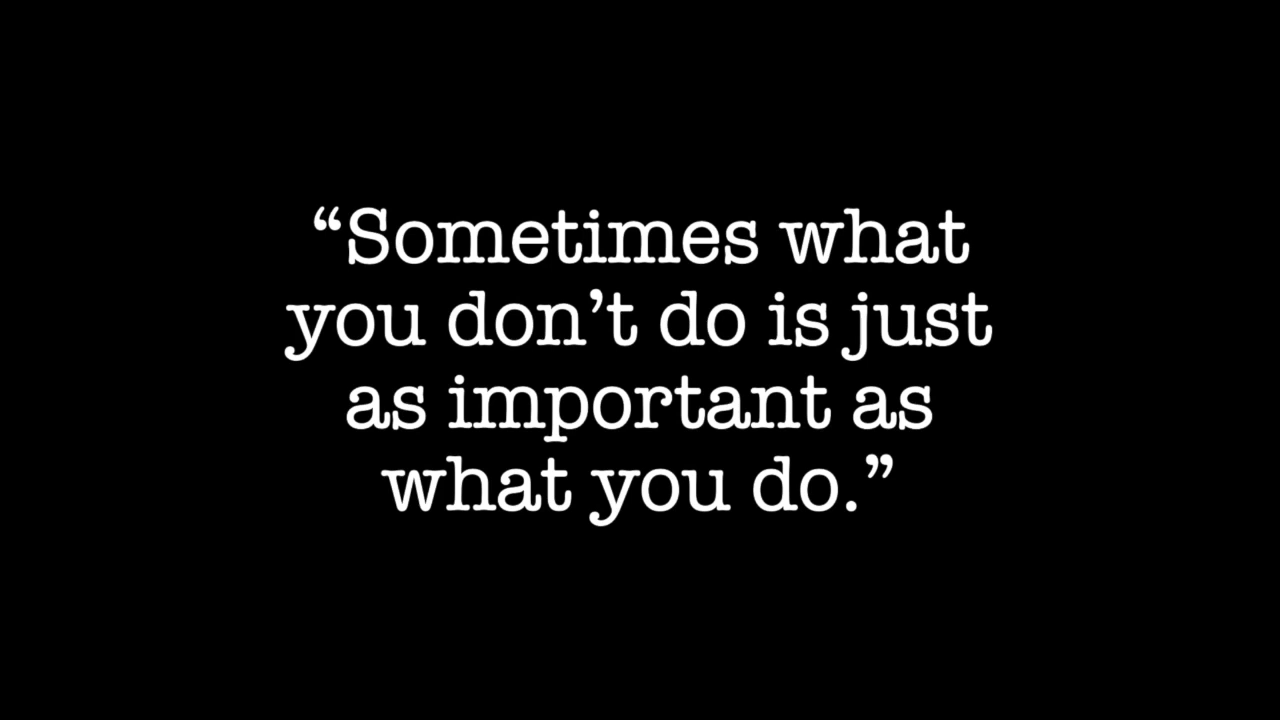 “Sometimes what
you don’t do is just
as important as
what you do.”